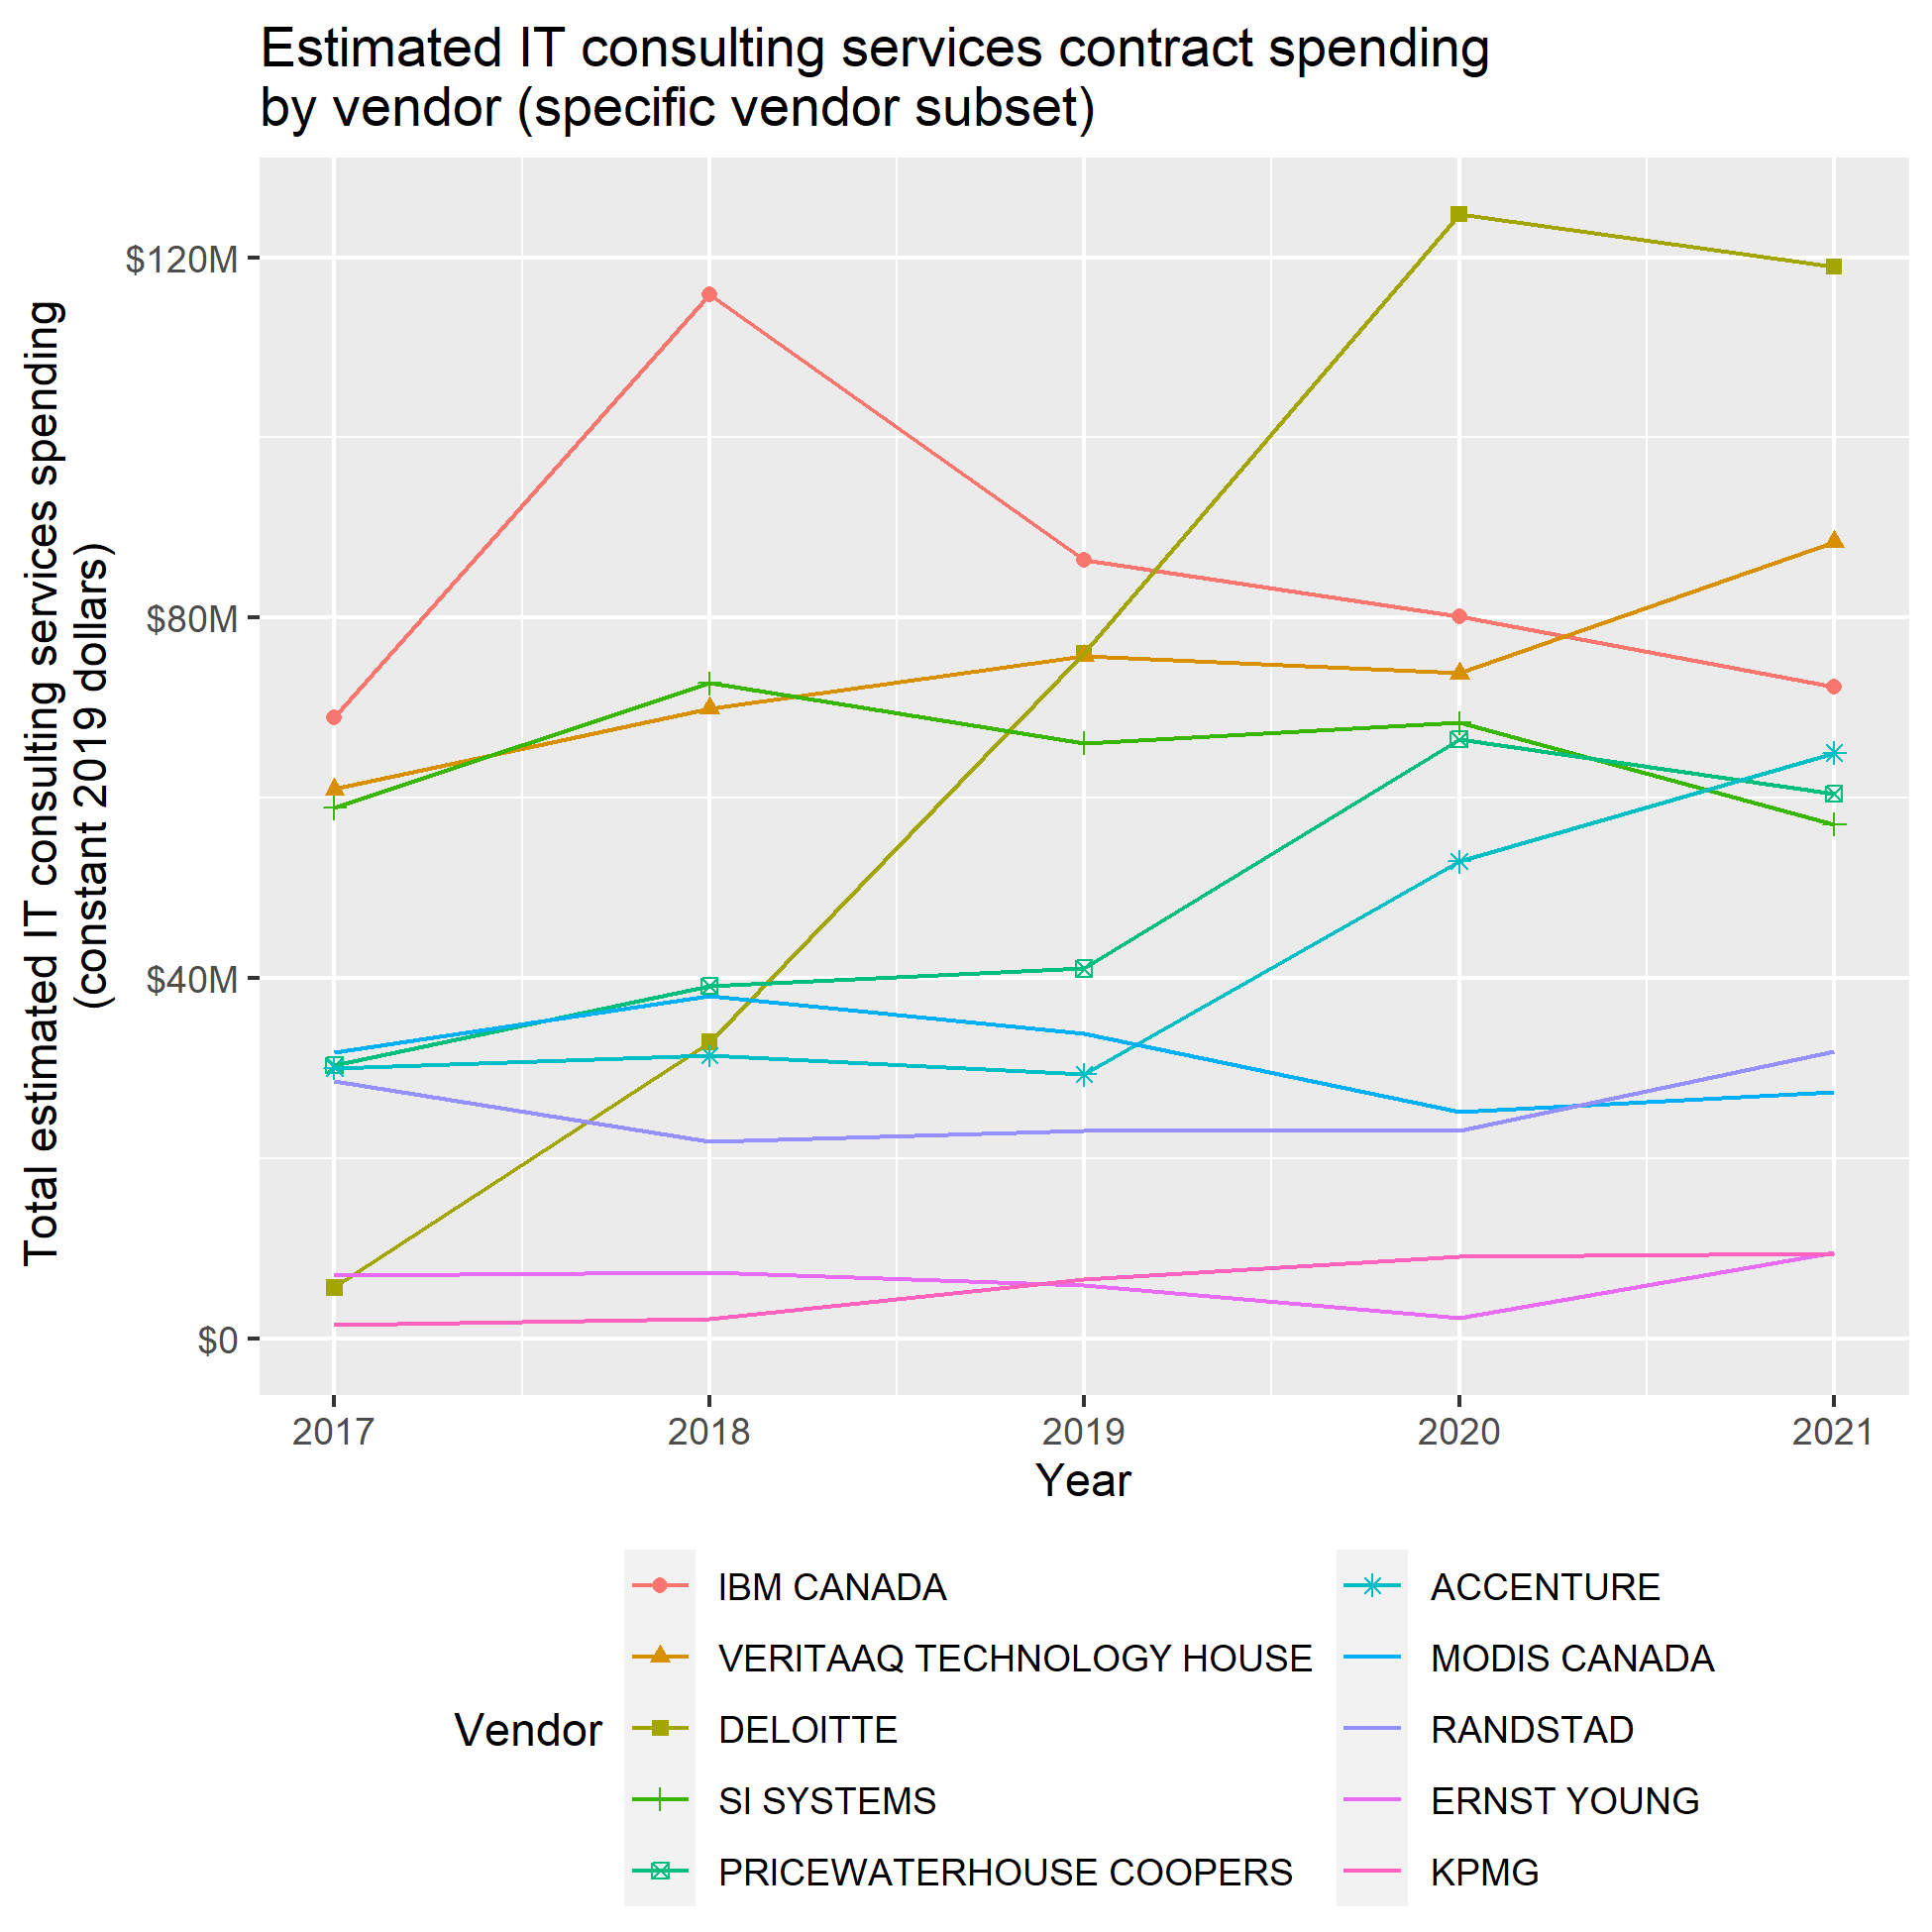 Estimated IT consulting services contract spending
by vendor (specific vendor subset)
Total estimated IT consulting services spending
(constant 2019 dollars)
$120M
$80M
$40M
$0
2017
2018
2019
2020
2021
Year
Vendor
IBM CANADA
VERITAAQ TECHNOLOGY HOUSE
DELOITTE
SI SYSTEMS
PRICEWATERHOUSE COOPERS
ACCENTURE
MODIS CANADA
RANDSTAD
ERNST YOUNG
KPMG